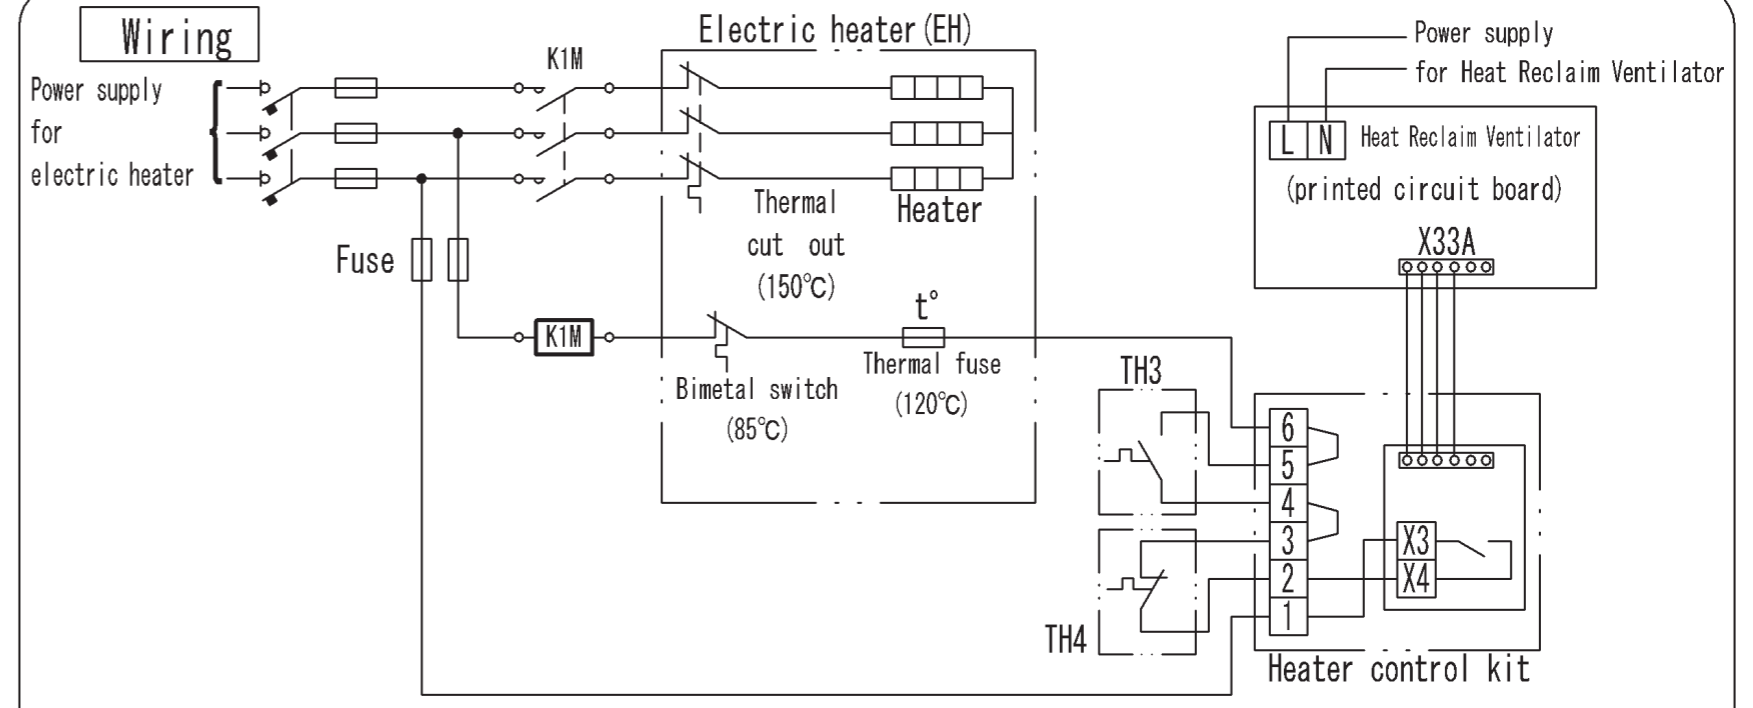 Wiring
Electric heater(EH)
K1M
Power supply
for
electric heater
Power supply
for Heat Reclaim Ventilator
L N Heat Reclaim Ventilator
(printed circuit board)
X33A
Thermal
cut out
(150℃)
Heater
Fuse
K1M
t°
Bimetal switch
(85℃)
Thermal fuse
(120℃)
TH3
6
5
4
3
2
1
X3
X4
TH4
Heater control kit